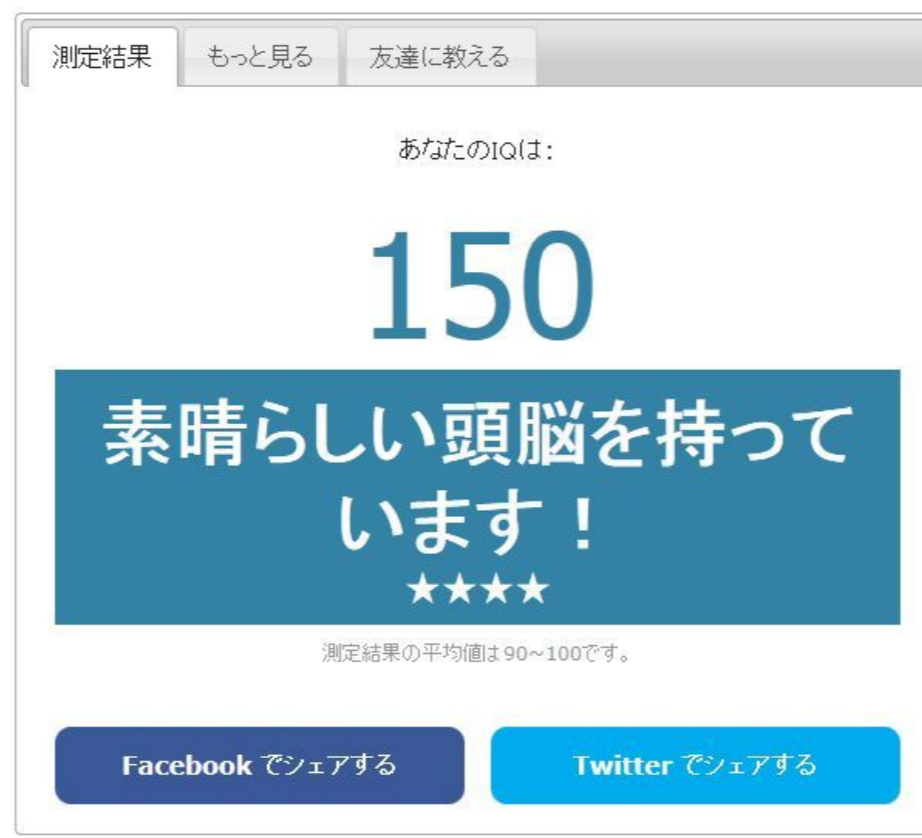 測定結果 もっと見る 友達に教える
あなたのIQは:
150
素晴らしい頭脳を持って
います!
★★★★
測定結果の平均値は90~100です。
Facebook でシェアする Twitter でシェアする